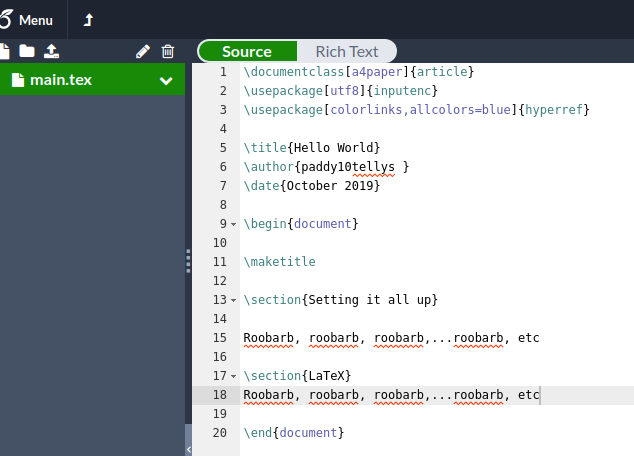 Menu
Source Rich Text
main.tex
1 \documentclass[a4paper]{article}
2 \usepackage[utf8]{inputenc}
3 \usepackage[colorlinks,allcolors=blue]{hyperref}
4
5 \title{Hello World}
6 \author{paddy10tellys }
7 \date{October 2019}
8
9 \begin{document}
10
11 \maketitle
12
13 \section{Setting it all up}
14
15 Roobarb, roobarb, roobarb,...roobarb, etc
16
17 \section{LaTeX}
18 Roobarb, roobarb, roobarb,...roobarb, etc
19
20 \end{document}